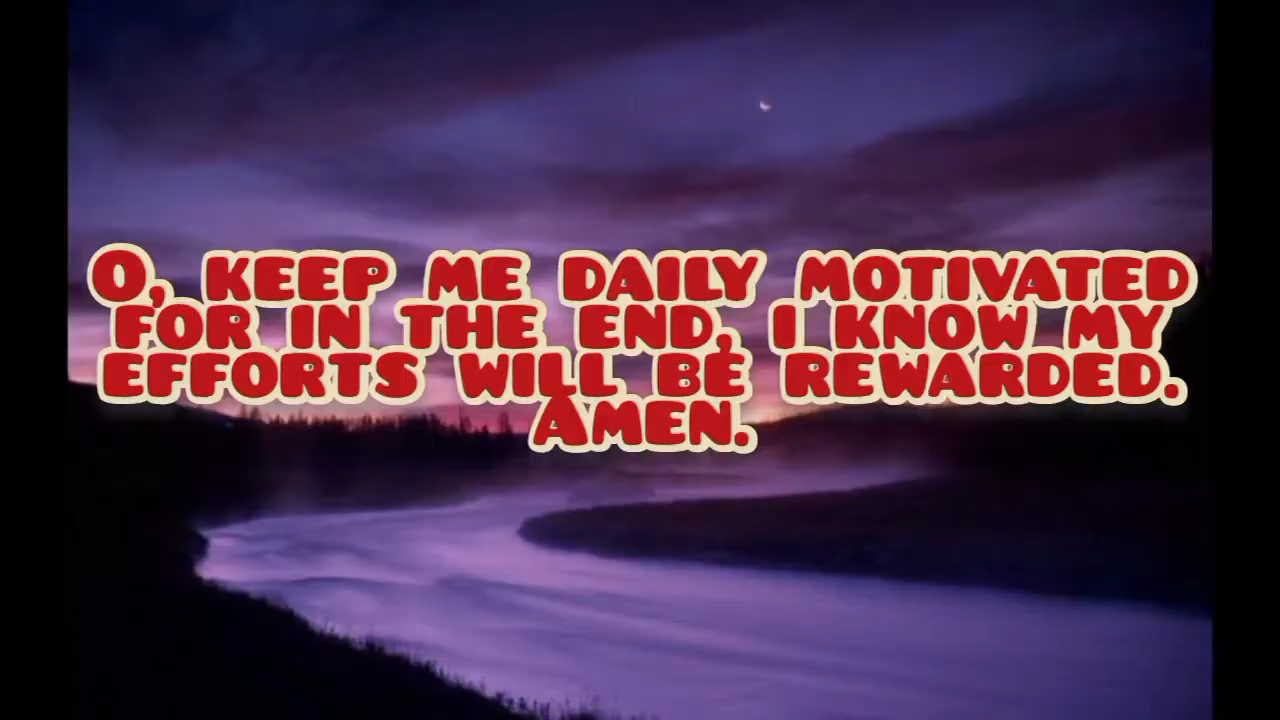 O, KEEP ME DAILY MOTIVATED
FOR IN THE END, I KNOW MY
EFFORTS WILL BE REWARDED.
AMEN.